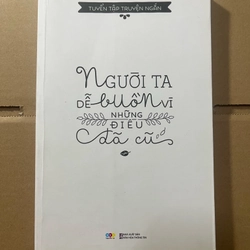 TUYỂN TẬP TRUYỆN NGẮN
NGƯỜI TA
DỄ buồn VÌ
NHỮNG
ĐIỀU
đã cũ